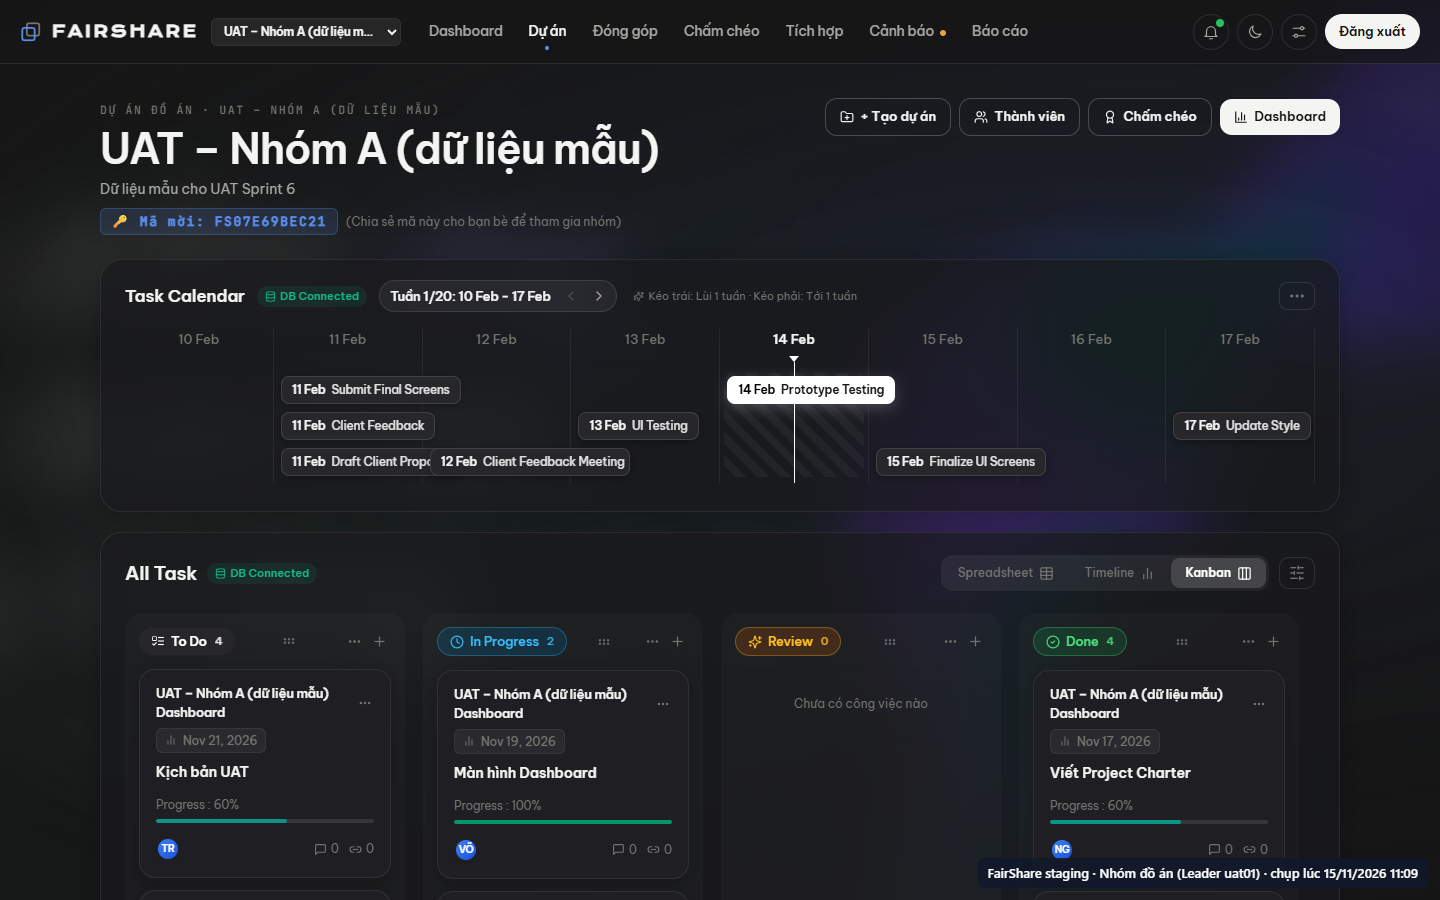 FAIRSHARE
UAT – Nhóm A (dữ liệu m...
Dashboard
Dự án
Đóng góp
Chấm chéo
Tích hợp
Cảnh báo
Báo cáo
Đăng xuất
DỰ ÁN ĐỒ ÁN · UAT – NHÓM A (DỮ LIỆU MẪU)
UAT – Nhóm A (dữ liệu mẫu)
Dữ liệu mẫu cho UAT Sprint 6
Mã mời: FS07E69BEC21
(Chia sẻ mã này cho bạn bè để tham gia nhóm)
+ Tạo dự án
Thành viên
Chấm chéo
Dashboard
Task Calendar
DB Connected
Tuần 1/20: 10 Feb - 17 Feb
Kéo trái: Lùi 1 tuần · Kéo phải: Tới 1 tuần
10 Feb
11 Feb
12 Feb
13 Feb
14 Feb
15 Feb
16 Feb
17 Feb
11 Feb Submit Final Screens
14 Feb Prototype Testing
11 Feb Client Feedback
13 Feb UI Testing
17 Feb Update Style
11 Feb Draft Client Propo
12 Feb Client Feedback Meeting
15 Feb Finalize UI Screens
All Task
DB Connected
Spreadsheet
Timeline
Kanban
To Do 4
UAT – Nhóm A (dữ liệu mẫu)
Dashboard
Nov 21, 2026
Kịch bản UAT
Progress : 60%
TR
0
0
In Progress 2
UAT – Nhóm A (dữ liệu mẫu)
Dashboard
Nov 19, 2026
Màn hình Dashboard
Progress : 100%
VÕ
0
0
Review 0
Chưa có công việc nào
Done 4
UAT – Nhóm A (dữ liệu mẫu)
Dashboard
Nov 17, 2026
Viết Project Charter
Progress : 60%
NG
0
0
FairShare staging · Nhóm đồ án (Leader uat01) · chụp lúc 15/11/2026 11:09